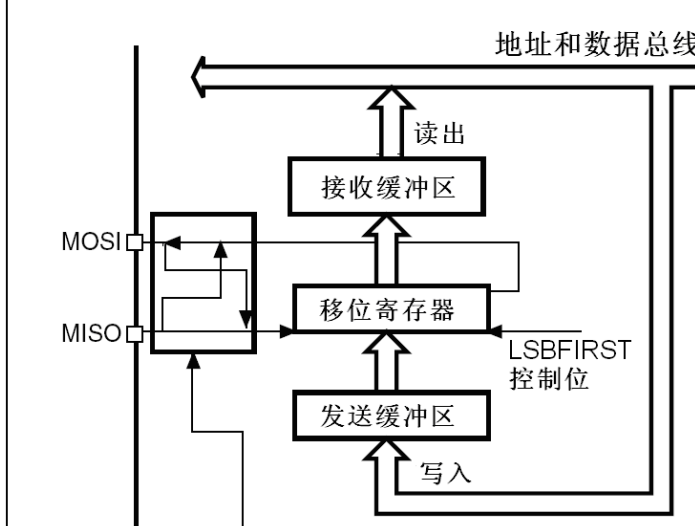 地址和数据总线
读出
接收缓冲区
MOSI
移位寄存器
MISO
LSBFIRST
控制位
发送缓冲区
写入